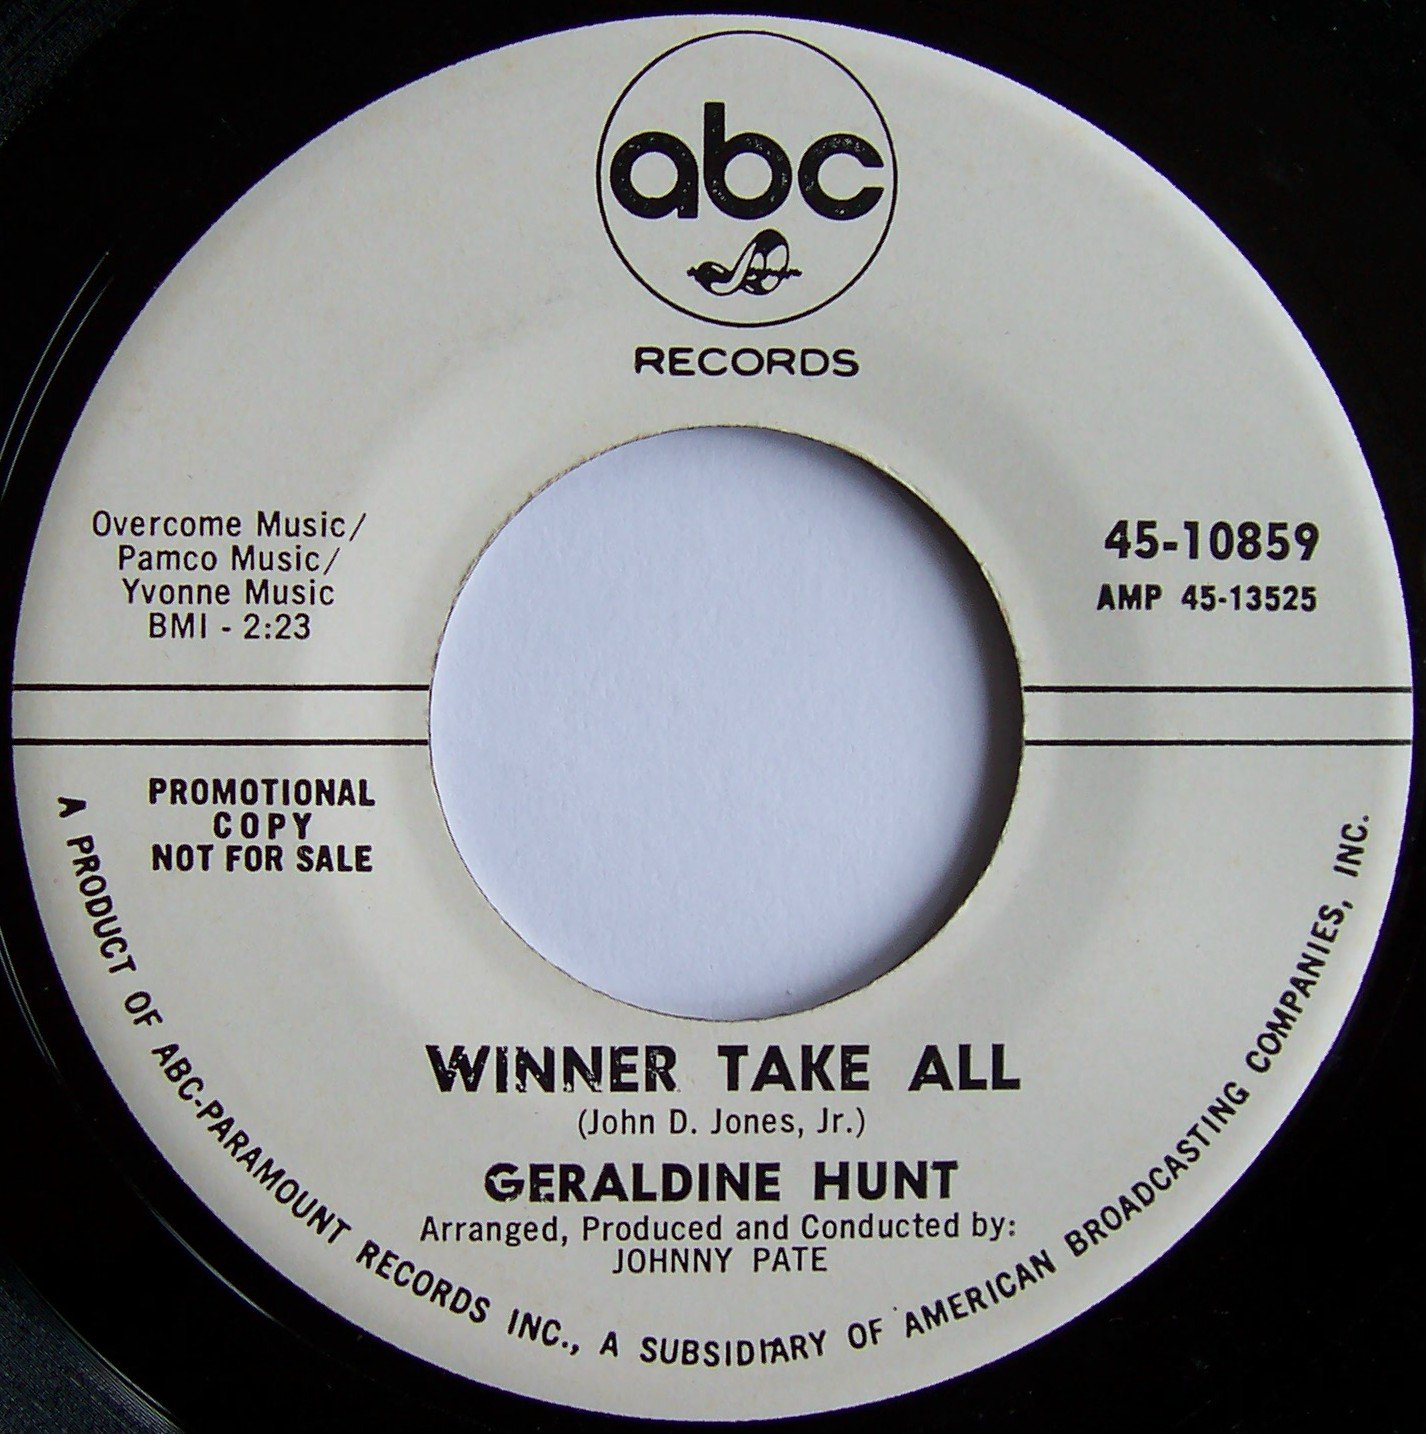 abc
RECORDS
Overcome Music/
Pamco Music/
Yvonne Music
BMI - 2:23
45-10859
AMP 45-13525
PROMOTIONAL
COPY
NOT FOR SALE
WINNER TAKE ALL
(John D. Jones, Jr.)
GERALDINE HUNT
Arranged, Produced and Conducted by:
JOHNNY PATE
A PRODUCT OF ABC-PARAMOUNT RECORDS INC., A SUBSIDIARY OF AMERICAN BROADCASTING COMPANIES, INC.